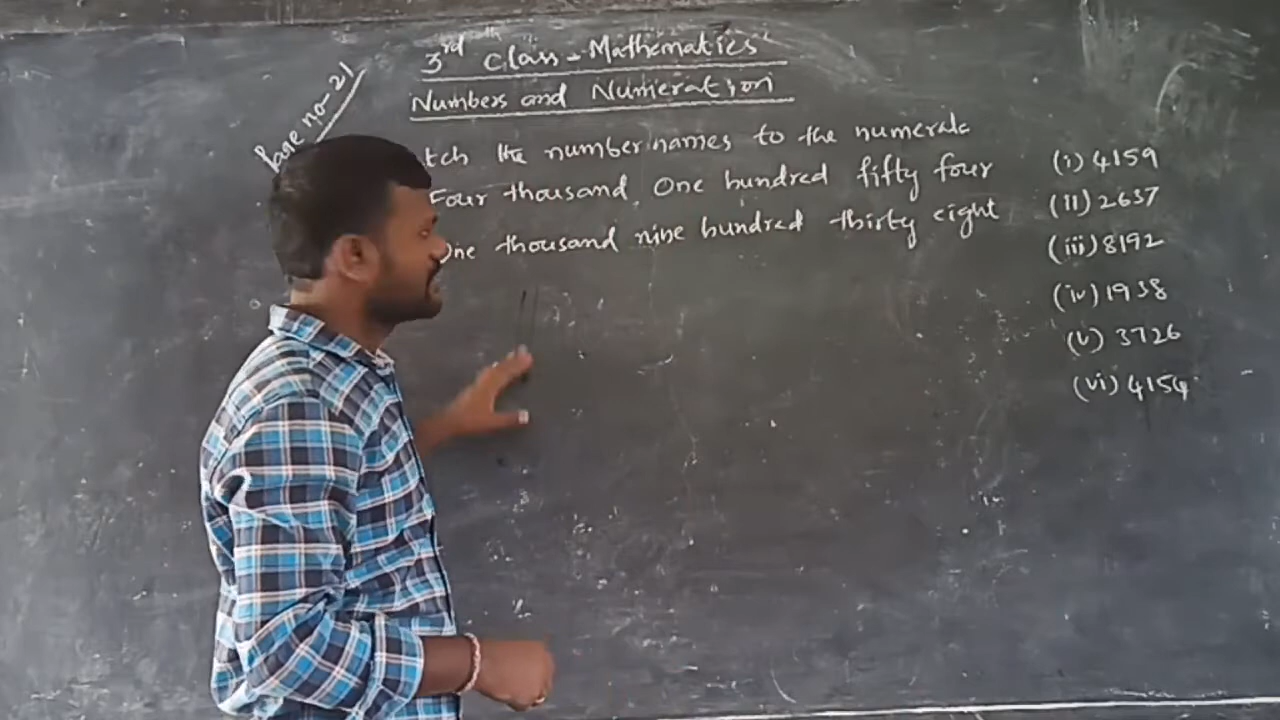 3rd class - Mathematics
Numbers and Numeration
Page no- 21
tch the number names to the numerals
Four thousand One hundred fifty four
One thousand nine hundred thirty eight
(i) 4159
(ii) 2637
(iii) 8192
(iv) 1938
(v) 3726
(vi) 4154